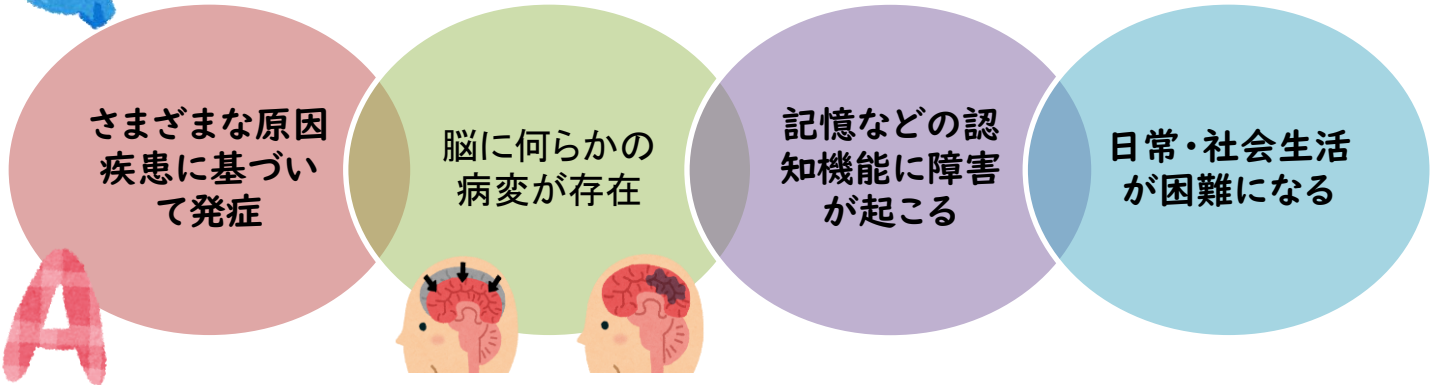 さまざまな原因
疾患に基づい
て発症
脳に何らかの
病変が存在
記憶などの認
知機能に障害
が起こる
日常・社会生活
が困難になる
A